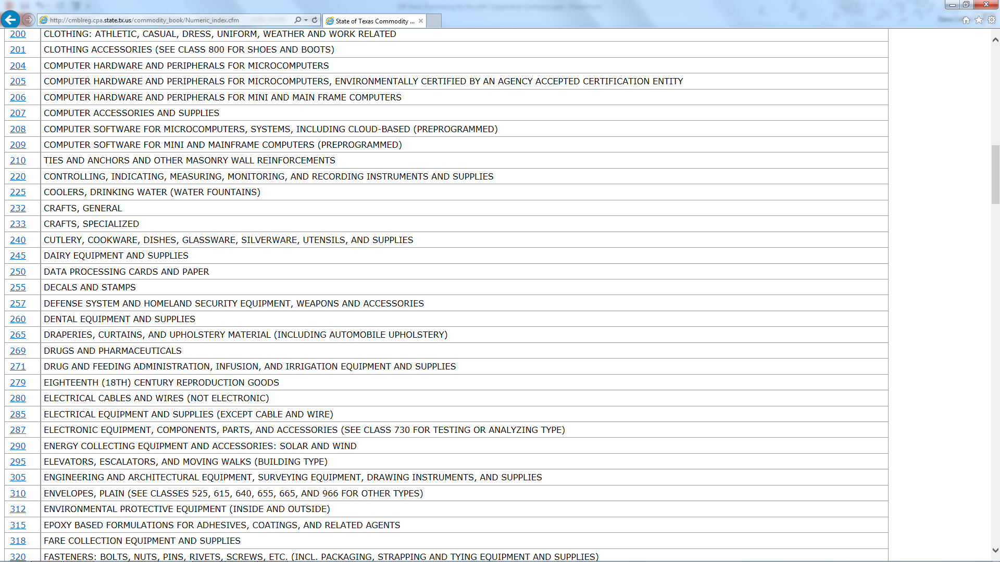 http://cmblreg.cpa.state.tx.us/commodity_book/Numeric_index.cfm
State of Texas Commodity ...
200 CLOTHING: ATHLETIC, CASUAL, DRESS, UNIFORM, WEATHER AND WORK RELATED
201 CLOTHING ACCESSORIES (SEE CLASS 800 FOR SHOES AND BOOTS)
204 COMPUTER HARDWARE AND PERIPHERALS FOR MICROCOMPUTERS
205 COMPUTER HARDWARE AND PERIPHERALS FOR MICROCOMPUTERS, ENVIRONMENTALLY CERTIFIED BY AN AGENCY ACCEPTED CERTIFICATION ENTITY
206 COMPUTER HARDWARE AND PERIPHERALS FOR MINI AND MAIN FRAME COMPUTERS
207 COMPUTER ACCESSORIES AND SUPPLIES
208 COMPUTER SOFTWARE FOR MICROCOMPUTERS, SYSTEMS, INCLUDING CLOUD-BASED (PREPROGRAMMED)
209 COMPUTER SOFTWARE FOR MINI AND MAINFRAME COMPUTERS (PREPROGRAMMED)
210 TIES AND ANCHORS AND OTHER MASONRY WALL REINFORCEMENTS
220 CONTROLLING, INDICATING, MEASURING, MONITORING, AND RECORDING INSTRUMENTS AND SUPPLIES
225 COOLERS, DRINKING WATER (WATER FOUNTAINS)
232 CRAFTS, GENERAL
233 CRAFTS, SPECIALIZED
240 CUTLERY, COOKWARE, DISHES, GLASSWARE, SILVERWARE, UTENSILS, AND SUPPLIES
245 DAIRY EQUIPMENT AND SUPPLIES
250 DATA PROCESSING CARDS AND PAPER
255 DECALS AND STAMPS
257 DEFENSE SYSTEM AND HOMELAND SECURITY EQUIPMENT, WEAPONS AND ACCESSORIES
260 DENTAL EQUIPMENT AND SUPPLIES
265 DRAPERIES, CURTAINS, AND UPHOLSTERY MATERIAL (INCLUDING AUTOMOBILE UPHOLSTERY)
269 DRUGS AND PHARMACEUTICALS
271 DRUG AND FEEDING ADMINISTRATION, INFUSION, AND IRRIGATION EQUIPMENT AND SUPPLIES
279 EIGHTEENTH (18TH) CENTURY REPRODUCTION GOODS
280 ELECTRICAL CABLES AND WIRES (NOT ELECTRONIC)
285 ELECTRICAL EQUIPMENT AND SUPPLIES (EXCEPT CABLE AND WIRE)
287 ELECTRONIC EQUIPMENT, COMPONENTS, PARTS, AND ACCESSORIES (SEE CLASS 730 FOR TESTING OR ANALYZING TYPE)
290 ENERGY COLLECTING EQUIPMENT AND ACCESSORIES: SOLAR AND WIND
295 ELEVATORS, ESCALATORS, AND MOVING WALKS (BUILDING TYPE)
305 ENGINEERING AND ARCHITECTURAL EQUIPMENT, SURVEYING EQUIPMENT, DRAWING INSTRUMENTS, AND SUPPLIES
310 ENVELOPES, PLAIN (SEE CLASSES 525, 615, 640, 655, 665, AND 966 FOR OTHER TYPES)
312 ENVIRONMENTAL PROTECTIVE EQUIPMENT (INSIDE AND OUTSIDE)
315 EPOXY BASED FORMULATIONS FOR ADHESIVES, COATINGS, AND RELATED AGENTS
318 FARE COLLECTION EQUIPMENT AND SUPPLIES
320 FASTENERS: BOLTS, NUTS, PINS, RIVETS, SCREWS, ETC. (INCL. PACKAGING, STRAPPING AND TYING EQUIPMENT AND SUPPLIES)